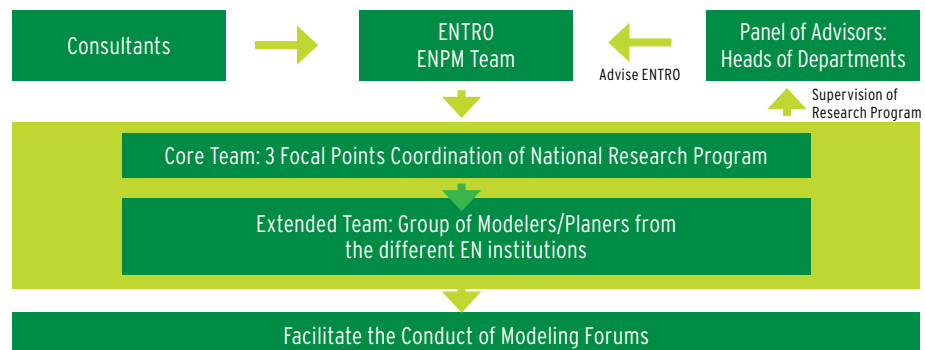 Consultants
ENTRO
ENPM Team
Advise ENTRO
Panel of Advisors:
Heads of Departments
Supervision of
Research Program
Core Team: 3 Focal Points Coordination of National Research Program
Extended Team: Group of Modelers/Planers from
the different EN institutions
Facilitate the Conduct of Modeling Forums